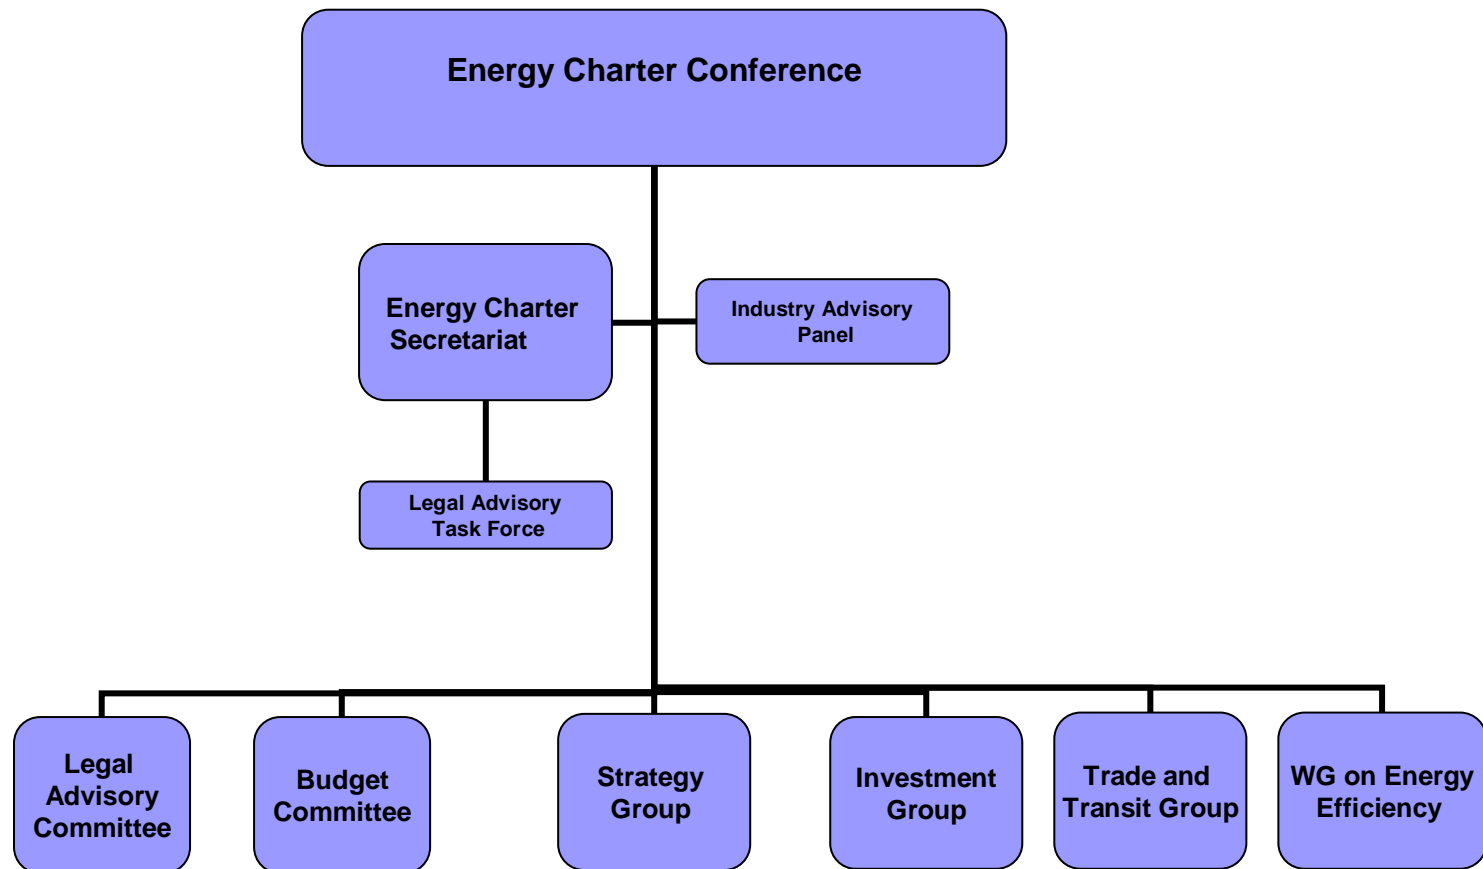 Energy Charter Conference
Energy Charter
Secretariat
Industry Advisory
Panel
Legal Advisory
Task Force
Legal
Advisory
Committee
Budget
Committee
Strategy
Group
Investment
Group
Trade and
Transit Group
WG on Energy
Efficiency